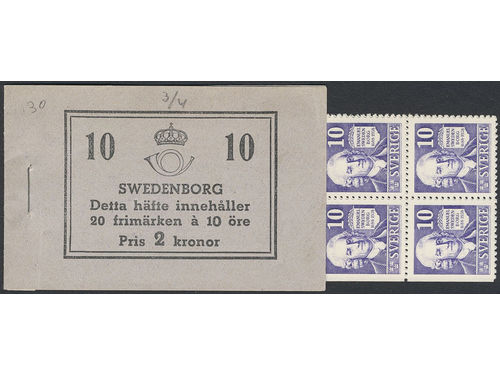 30
3/4
10 10
SWEDENBORG
Detta häfte innehåller
20 frimärken à 10 öre
Pris 2 kronor
10
SVERIGE
10
SVERIGE
10
SVERIGE
10
SVERIGE